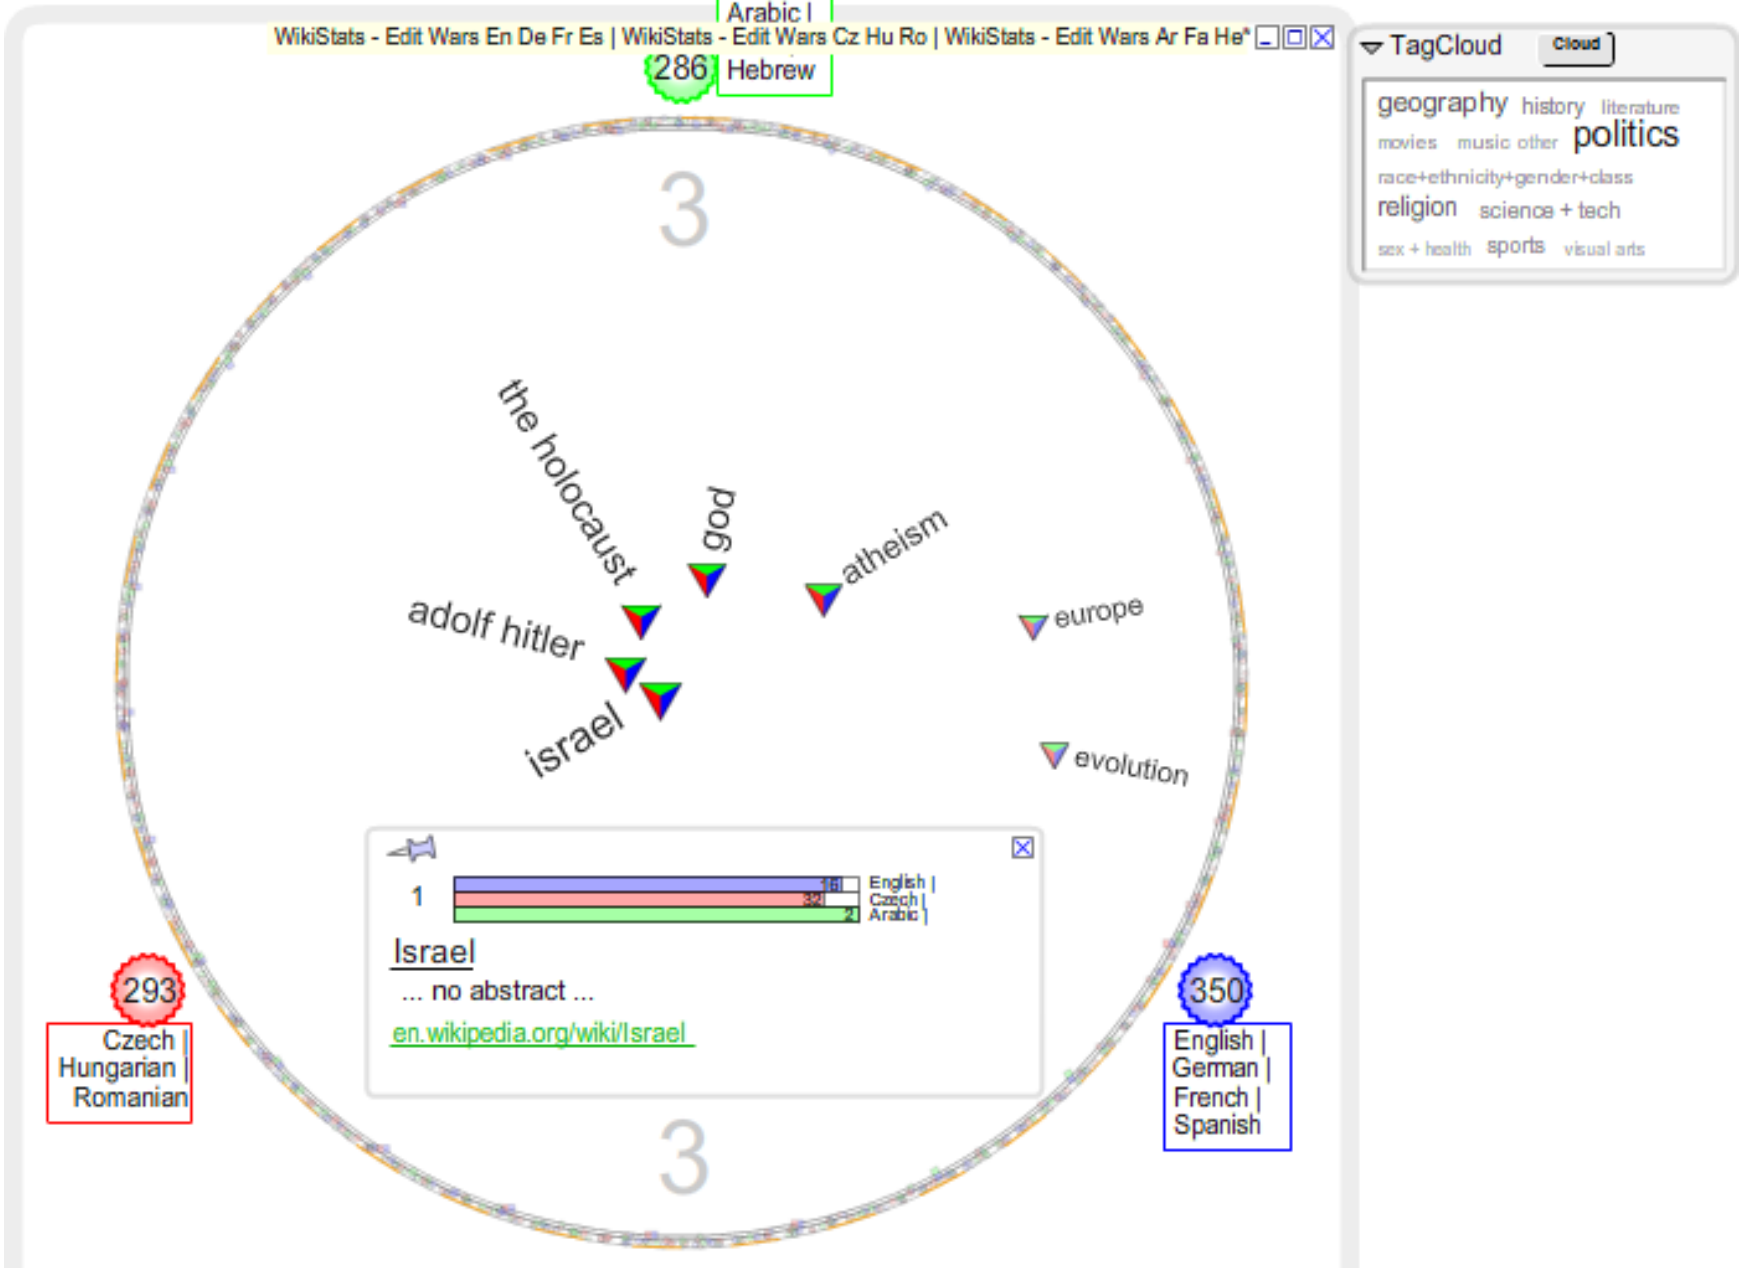 Arabic |
WikiStats - Edit Wars En De Fr Es | WikiStats - Edit Wars Cz Hu Ro | WikiStats - Edit Wars Ar Fa He*
286
Hebrew
TagCloud
Cloud
geography history literature
movies music other politics
race+ethnicity+gender+class
religion science + tech
sex + health sports visual arts
3
the holocaust
god
atheism
adolf hitler
europe
israel
evolution
1
16 English |
32 Czech |
2 Arabic |
Israel
... no abstract ...
en.wikipedia.org/wiki/Israel
293
Czech |
Hungarian |
Romanian
350
English |
German |
French |
Spanish
3